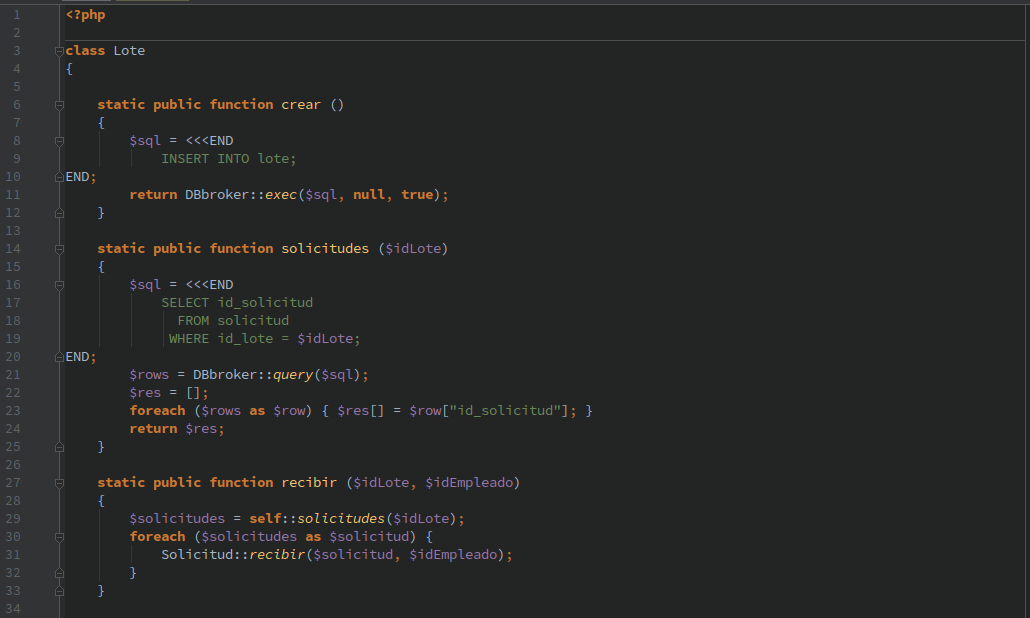 1 <?php
2
3 class Lote
4 {
5
6     static public function crear ()
7     {
8         $sql = <<<END
9             INSERT INTO lote;
10 END;
11         return DBbroker::exec($sql, null, true);
12     }
13
14     static public function solicitudes ($idLote)
15     {
16         $sql = <<<END
17             SELECT id_solicitud
18               FROM solicitud
19              WHERE id_lote = $idLote;
20 END;
21         $rows = DBbroker::query($sql);
22         $res = [];
23         foreach ($rows as $row) { $res[] = $row["id_solicitud"]; }
24         return $res;
25     }
26
27     static public function recibir ($idLote, $idEmpleado)
28     {
29         $solicitudes = self::solicitudes($idLote);
30         foreach ($solicitudes as $solicitud) {
31             Solicitud::recibir($solicitud, $idEmpleado);
32         }
33     }
34